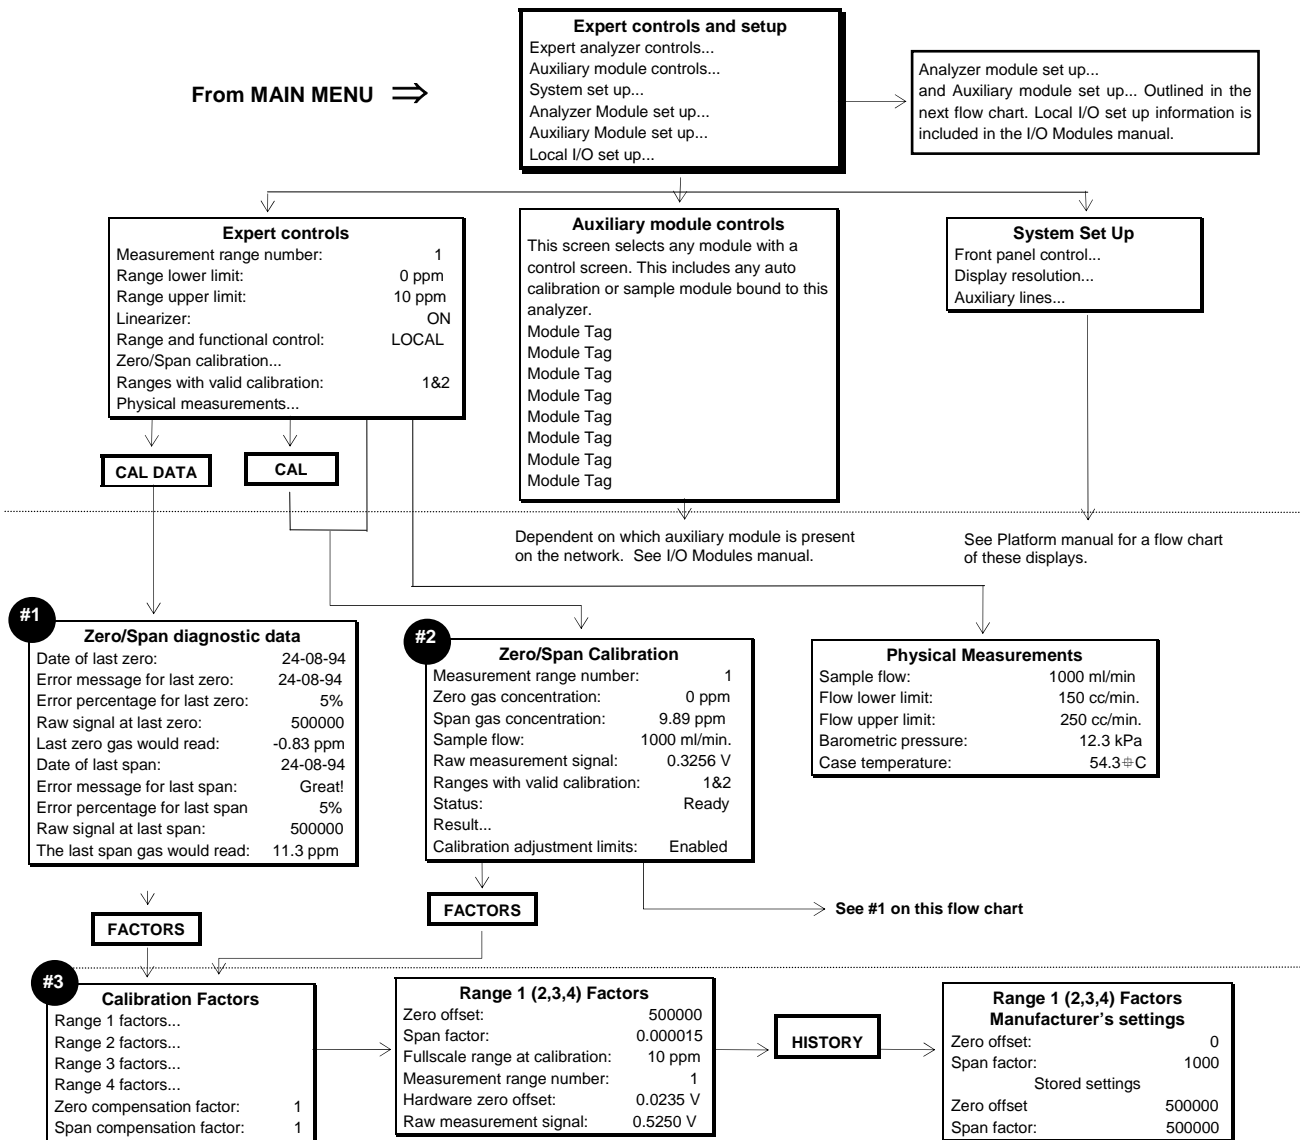 Expert controls and setup
Expert analyzer controls...
Auxiliary module controls...
System set up...
Analyzer Module set up...
Auxiliary Module set up...
Local I/O set up...
From MAIN MENU ⇒
Analyzer module set up...
and Auxiliary module set up... Outlined in the
next flow chart. Local I/O set up information is
included in the I/O Modules manual.
Expert controls
Measurement range number: 1
Range lower limit: 0 ppm
Range upper limit: 10 ppm
Linearizer: ON
Range and functional control: LOCAL
Zero/Span calibration...
Ranges with valid calibration: 1&2
Physical measurements...
Auxiliary module controls
This screen selects any module with a
control screen. This includes any auto
calibration or sample module bound to this
analyzer.
Module Tag
Module Tag
Module Tag
Module Tag
Module Tag
Module Tag
Module Tag
Module Tag
System Set Up
Front panel control...
Display resolution...
Auxiliary lines...
CAL DATA
CAL
Dependent on which auxiliary module is present
on the network. See I/O Modules manual.
See Platform manual for a flow chart
of these displays.
#1
Zero/Span diagnostic data
Date of last zero: 24-08-94
Error message for last zero: 24-08-94
Error percentage for last zero: 5%
Raw signal at last zero: 500000
Last zero gas would read: -0.83 ppm
Date of last span: 24-08-94
Error message for last span: Great!
Error percentage for last span 5%
Raw signal at last span: 500000
The last span gas would read: 11.3 ppm
#2
Zero/Span Calibration
Measurement range number: 1
Zero gas concentration: 0 ppm
Span gas concentration: 9.89 ppm
Sample flow: 1000 ml/min.
Raw measurement signal: 0.3256 V
Ranges with valid calibration: 1&2
Status: Ready
Result...
Calibration adjustment limits: Enabled
Physical Measurements
Sample flow: 1000 ml/min
Flow lower limit: 150 cc/min.
Flow upper limit: 250 cc/min.
Barometric pressure: 12.3 kPa
Case temperature: 54.3⌖C
FACTORS
FACTORS
See #1 on this flow chart
#3
Calibration Factors
Range 1 factors...
Range 2 factors...
Range 3 factors...
Range 4 factors...
Zero compensation factor: 1
Span compensation factor: 1
Range 1 (2,3,4) Factors
Zero offset: 500000
Span factor: 0.000015
Fullscale range at calibration: 10 ppm
Measurement range number: 1
Hardware zero offset: 0.0235 V
Raw measurement signal: 0.5250 V
HISTORY
Range 1 (2,3,4) Factors
Manufacturer's settings
Zero offset: 0
Span factor: 1000
Stored settings
Zero offset 500000
Span factor: 500000